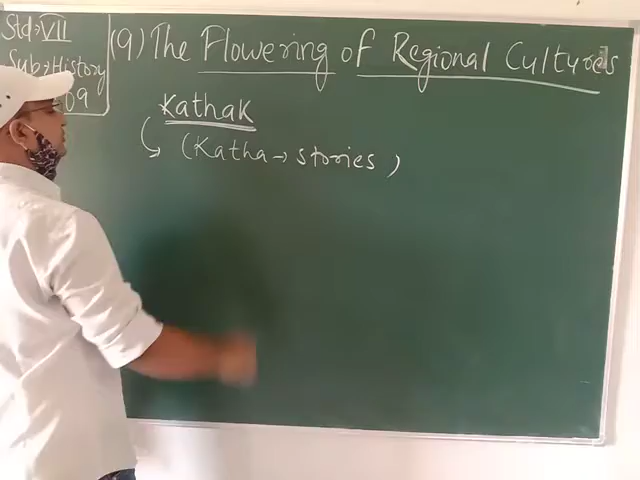 Std→VII
Sub→History
09
(9) The Flowering of Regional Cultures
Kathak
(Katha→stories)